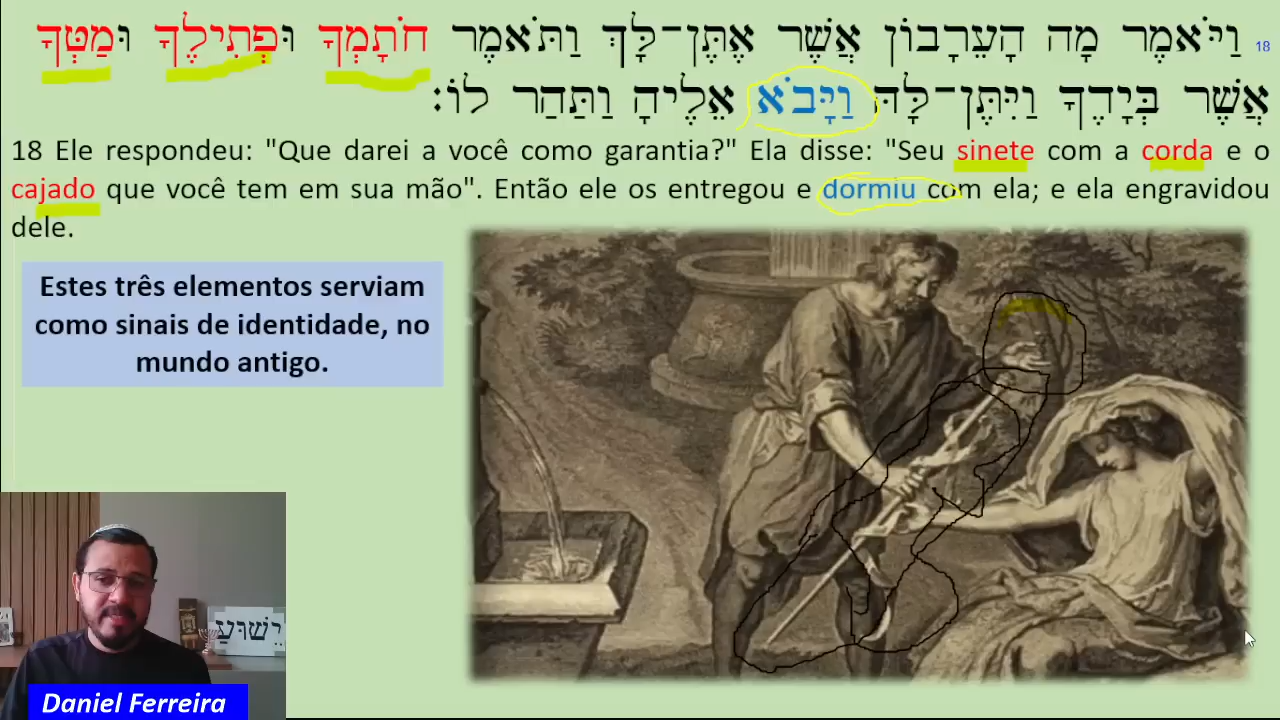 18 וַיֹּאמֶר מָה הָעֵרָבוֹן אֲשֶׁר אֶתֶּן־לָּךְ וַתֹּאמֶר חֹתָמְךָ וּפְתִילֶךָ וּמַטְּךָ
אֲשֶׁר בְּיָדֶךָ וַיִּתֶּן־לָּהּ וַיָּבֹא אֵלֶיהָ וַתַּהַר לוֹ׃
18 Ele respondeu: "Que darei a você como garantia?" Ela disse: "Seu sinete com a corda e o
cajado que você tem em sua mão". Então ele os entregou e dormiu com ela; e ela engravidou
dele.
Estes três elementos serviam
como sinais de identidade, no
mundo antigo.
יֵשׁוּעַ
Daniel Ferreira